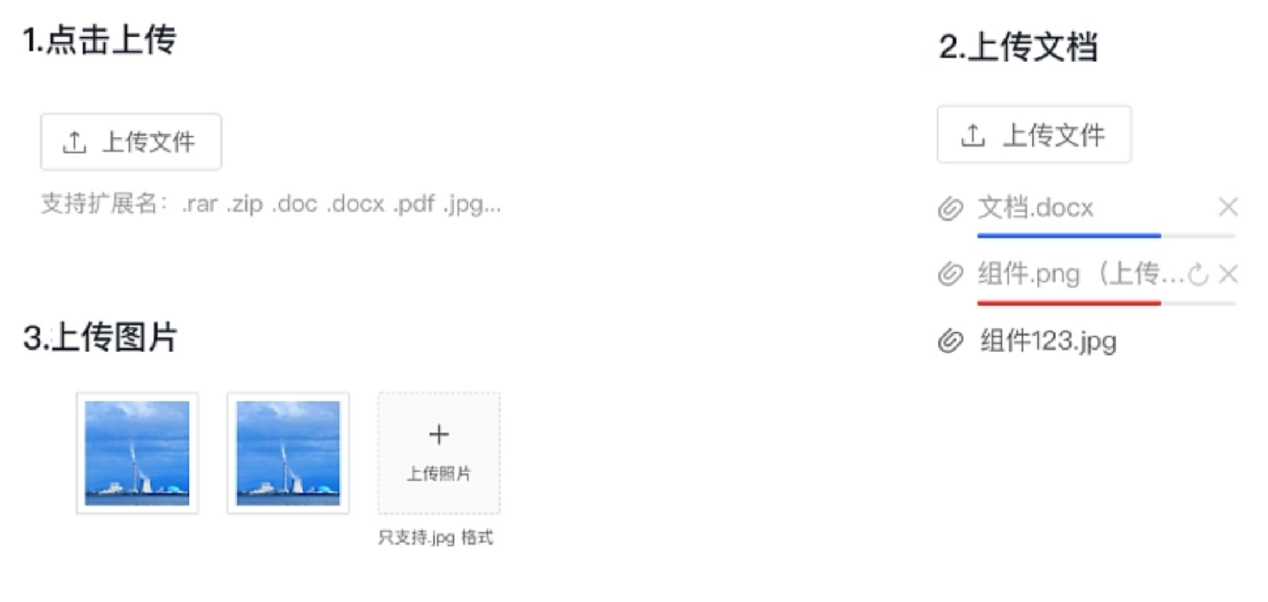 1.点击上传
上传文件
支持扩展名：.rar .zip .doc .docx .pdf .jpg...
2.上传文档
上传文件
文档.docx
组件.png（上传...
组件123.jpg
3.上传图片
上传照片
只支持.jpg 格式